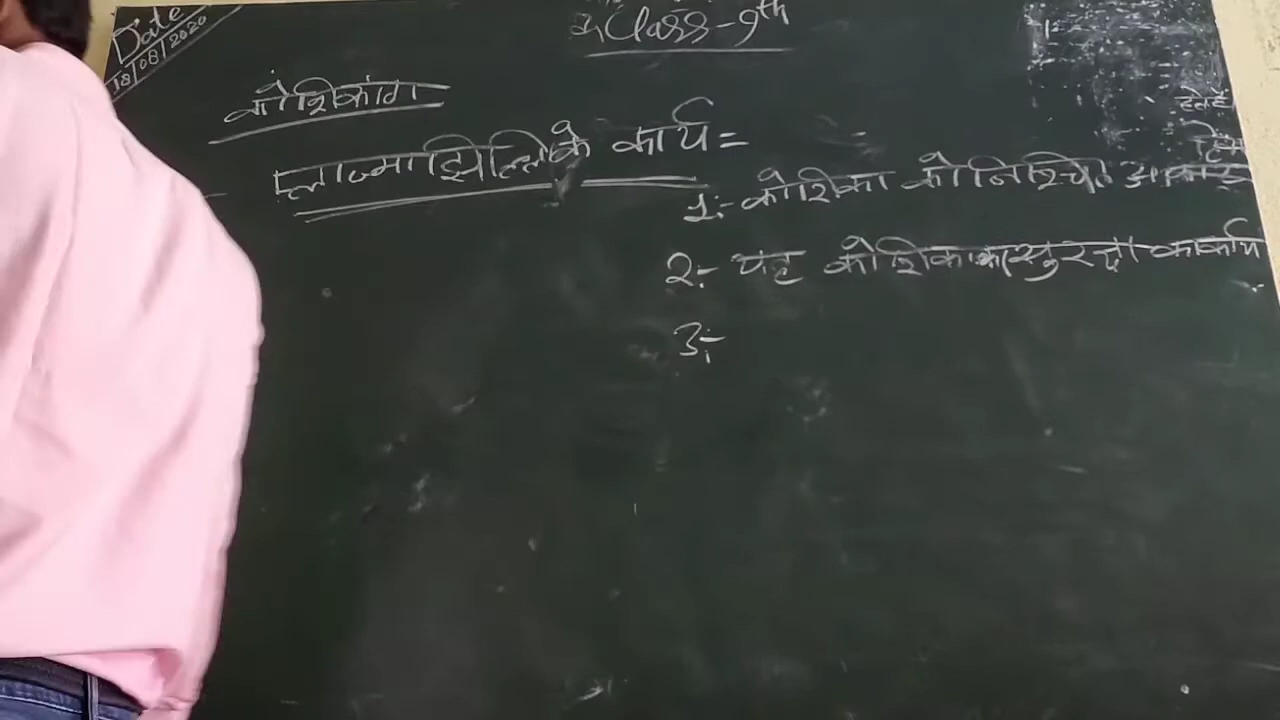 Date
18/08/2020
Class-9th
कोशिकांग
प्लाज्माझिल्ली के कार्य=
1:- कोशिका को निश्चित आकार
2:- यह कोशिका का सुरक्षा का कार्य
3:-
होते हैं